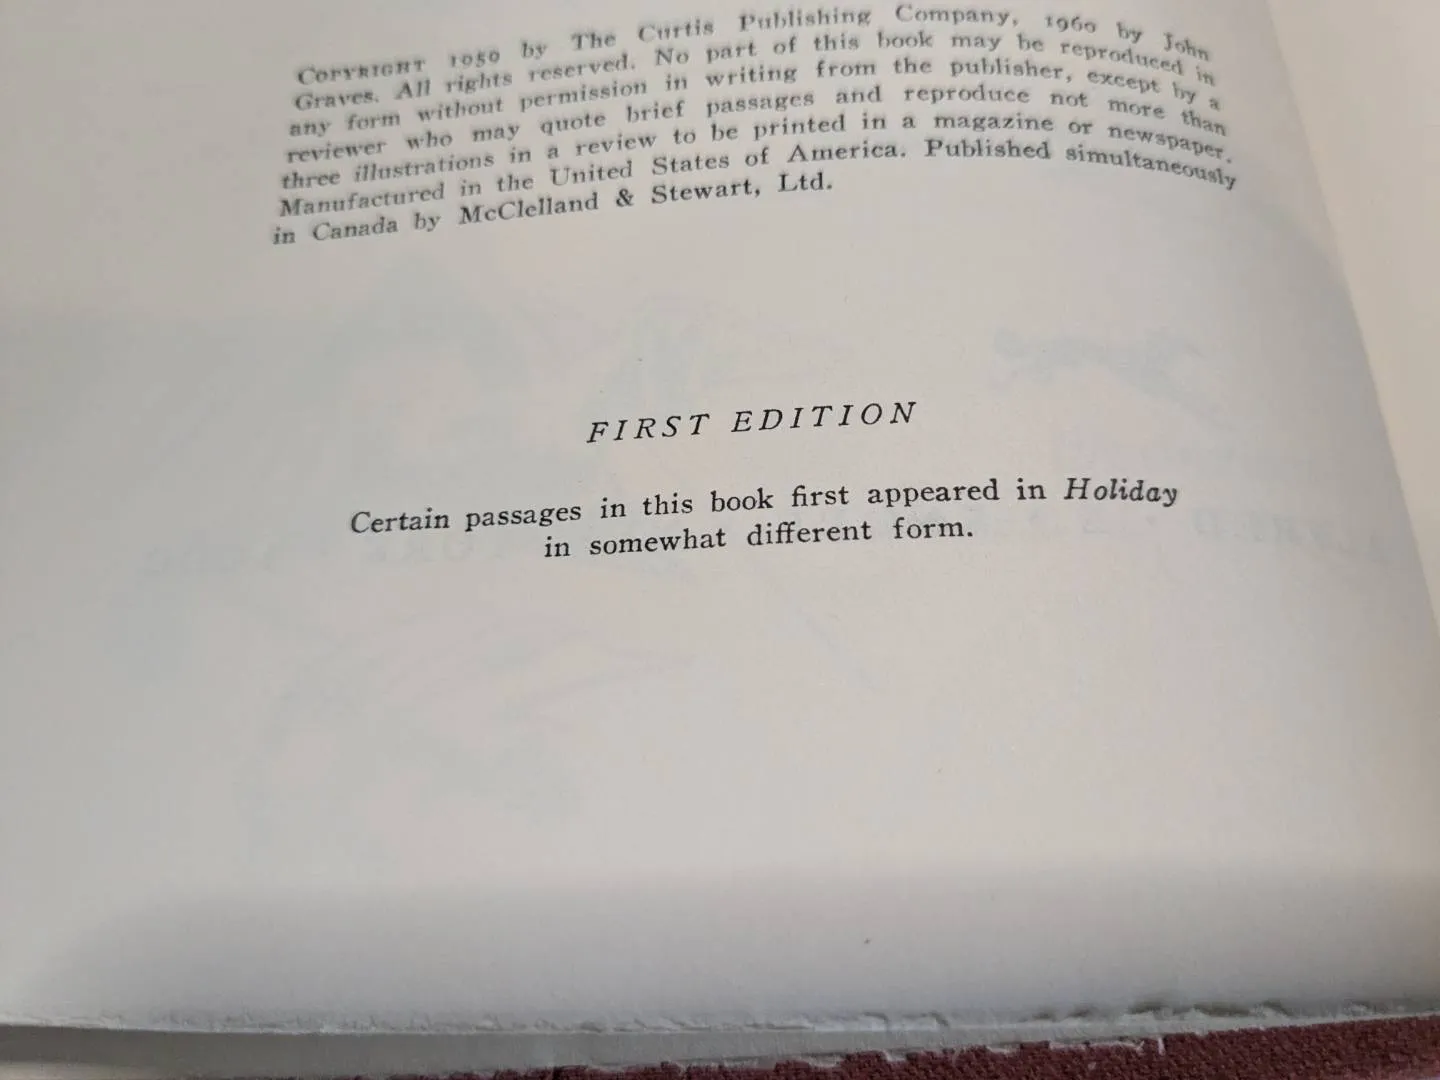 COPYRIGHT 1959 by The Curtis Publishing Company, 1960 by John
Graves. All rights reserved. No part of this book may be reproduced in
any form without permission in writing from the publisher, except by a
reviewer who may quote brief passages and reproduce not more than
three illustrations in a review to be printed in a magazine or newspaper.
Manufactured in the United States of America. Published simultaneously
in Canada by McClelland & Stewart, Ltd.
FIRST EDITION
Certain passages in this book first appeared in Holiday
in somewhat different form.